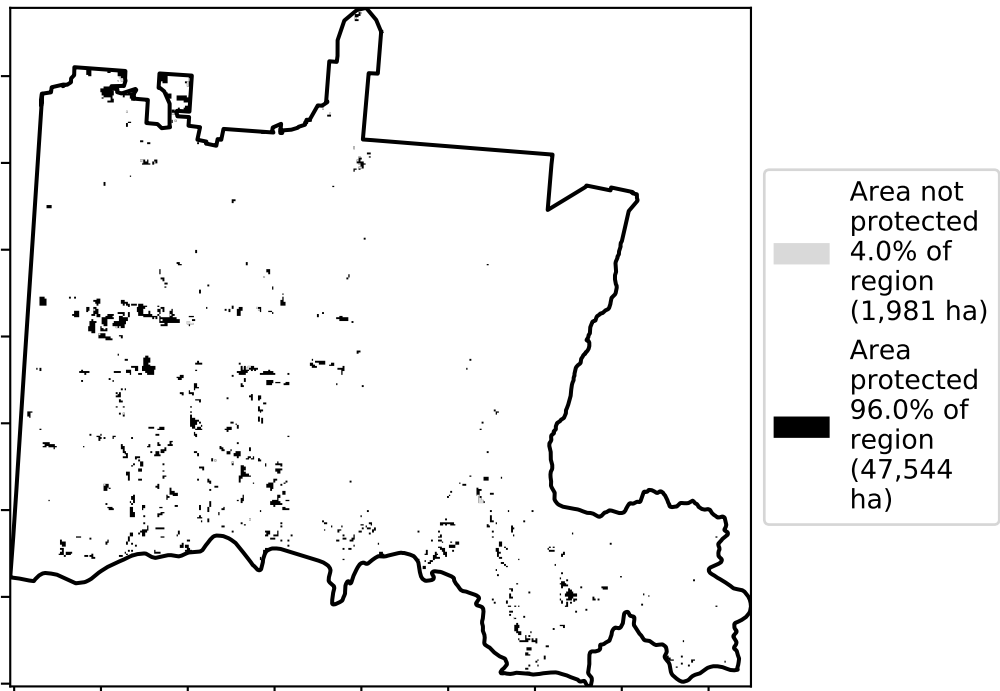 Area not
protected
4.0% of
region
(1,981 ha)
Area
protected
96.0% of
region
(47,544
ha)